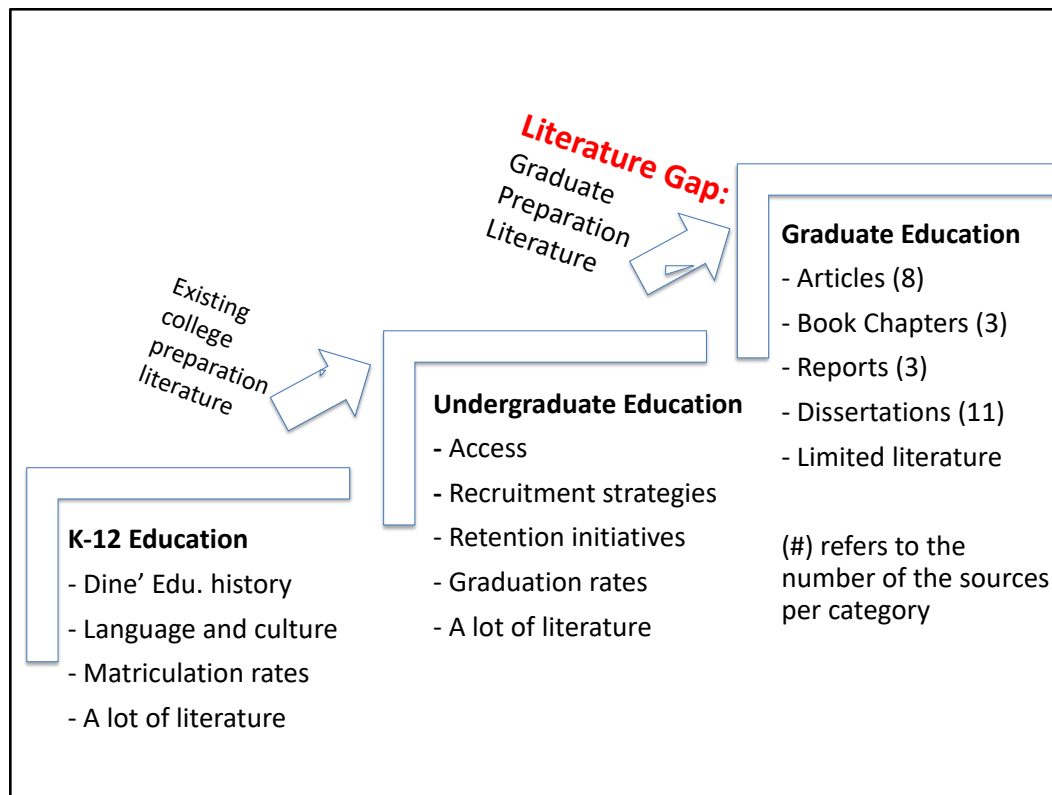 Literature Gap:
Graduate
Preparation
Literature
Existing
college
preparation
literature
K-12 Education
- Dine’ Edu. history
- Language and culture
- Matriculation rates
- A lot of literature
Undergraduate Education
- Access
- Recruitment strategies
- Retention initiatives
- Graduation rates
- A lot of literature
Graduate Education
- Articles (8)
- Book Chapters (3)
- Reports (3)
- Dissertations (11)
- Limited literature
(#) refers to the
number of the sources
per category